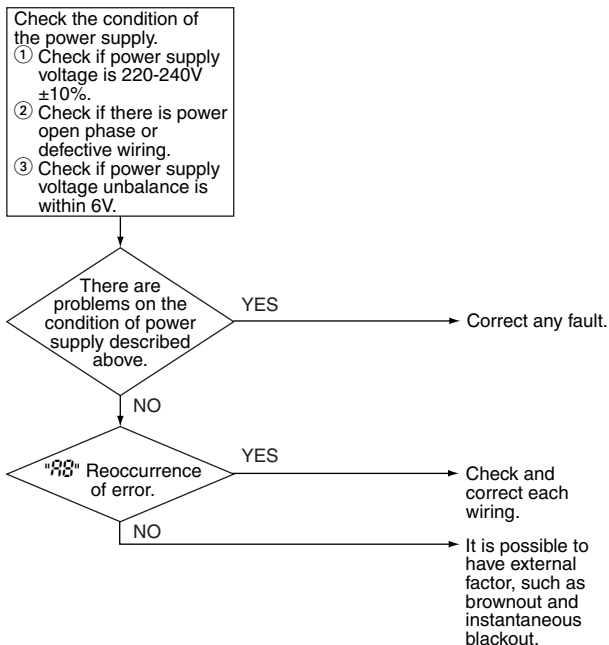 Check the condition of
the power supply.
① Check if power supply
voltage is 220-240V
±10%.
② Check if there is power
open phase or
defective wiring.
③ Check if power supply
voltage unbalance is
within 6V.
There are
problems on the
condition of power
supply described
above.
YES
Correct any fault.
NO
"A8" Reoccurrence
of error.
YES
Check and
correct each
wiring.
NO
It is possible to
have external
factor, such as
brownout and
instantaneous
blackout.